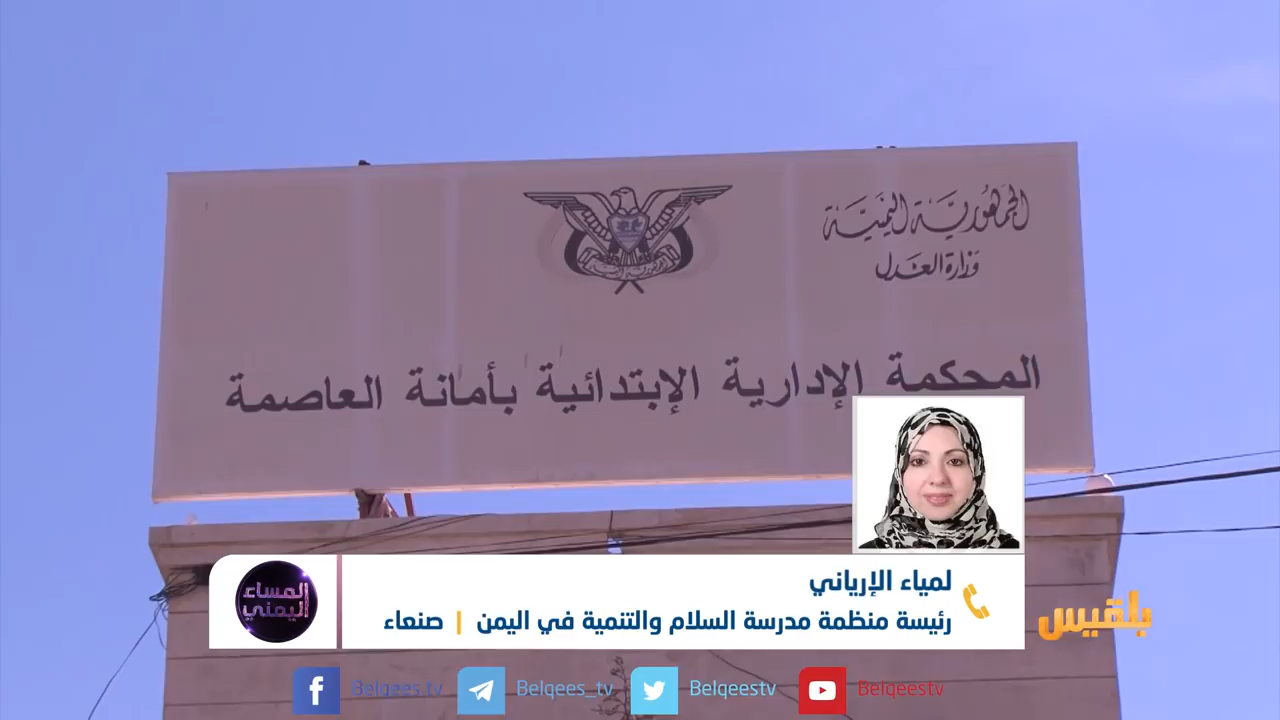 الجمهورية اليمنية
وزارة العدل
المحكمة الإدارية الإبتدائية بأمانة العاصمة
لمياء الإرياني
رئيسة منظمة مدرسة السلام والتنمية في اليمن | صنعاء
المساء اليمني
بلقيس
Belqees.tv
Belqees_tv
Belqeestv
Belqeestv